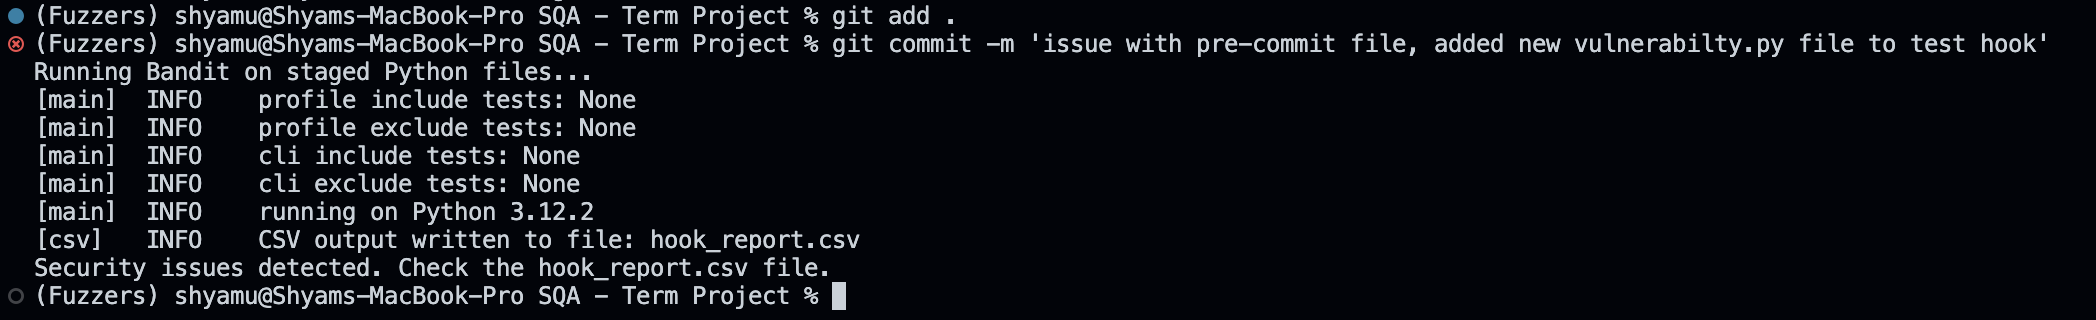 (Fuzzers) shyamu@Shyams-MacBook-Pro SQA - Term Project % git add .
(Fuzzers) shyamu@Shyams-MacBook-Pro SQA - Term Project % git commit -m 'issue with pre-commit file, added new vulnerabilty.py file to test hook'
Running Bandit on staged Python files...
[main]  INFO    profile include tests: None
[main]  INFO    profile exclude tests: None
[main]  INFO    cli include tests: None
[main]  INFO    cli exclude tests: None
[main]  INFO    running on Python 3.12.2
[csv]   INFO    CSV output written to file: hook_report.csv
Security issues detected. Check the hook_report.csv file.
(Fuzzers) shyamu@Shyams-MacBook-Pro SQA - Term Project %